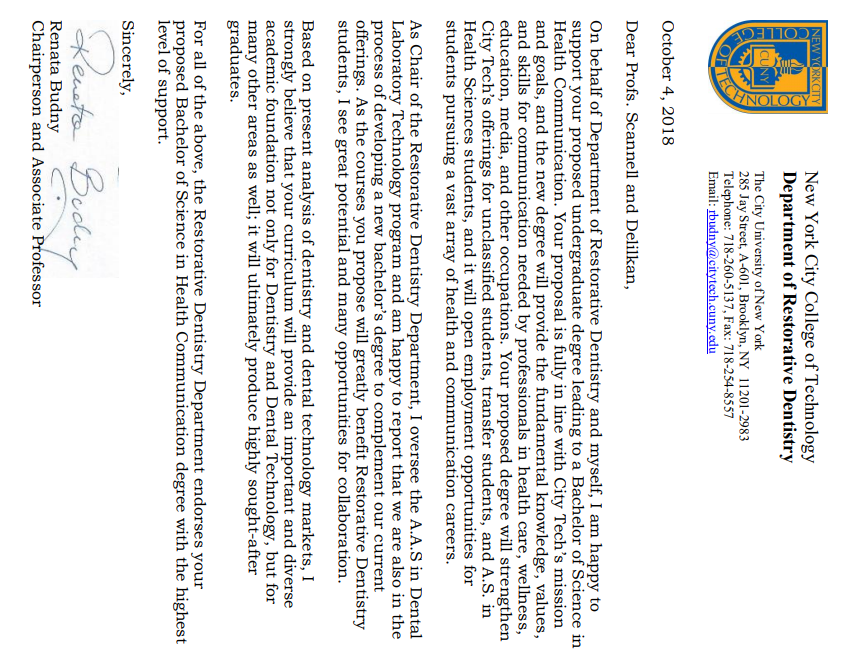 NEW YORK CITY
COLLEGE OF TECHNOLOGY
CUNY
New York City College of Technology
Department of Restorative Dentistry
The City University of New York
285 Jay Street, A-601, Brooklyn, NY 11201-2983
Telephone: 718-260-5137, Fax: 718-254-8557
Email: rbudny@citytech.cuny.edu
October 4, 2018
Dear Profs. Scannell and Delilkan,
On behalf of Department of Restorative Dentistry and myself, I am happy to
support your proposed undergraduate degree leading to a Bachelor of Science in
Health Communication. Your proposal is fully in line with City Tech's mission
and goals, and the new degree will provide the fundamental knowledge, values,
and skills for communication needed by professionals in health care, wellness,
education, media, and other occupations. Your proposed degree will strengthen
City Tech's offerings for unclassified students, transfer students, and A.S. in
Health Sciences students, and it will open employment opportunities for
students pursuing a vast array of health and communication careers.
As Chair of the Restorative Dentistry Department, I oversee the A.A.S in Dental
Laboratory Technology program and am happy to report that we are also in the
process of developing a new bachelor's degree to complement our current
offerings. As the courses you propose will greatly benefit Restorative Dentistry
students, I see great potential and many opportunities for collaboration.
Based on present analysis of dentistry and dental technology markets, I
strongly believe that your curriculum will provide an important and diverse
academic foundation not only for Dentistry and Dental Technology, but for
many other areas as well; it will ultimately produce highly sought-after
graduates.
For all of the above, the Restorative Dentistry Department endorses your
proposed Bachelor of Science in Health Communication degree with the highest
level of support.
Sincerely,
Renata Budny
Renata Budny
Chairperson and Associate Professor